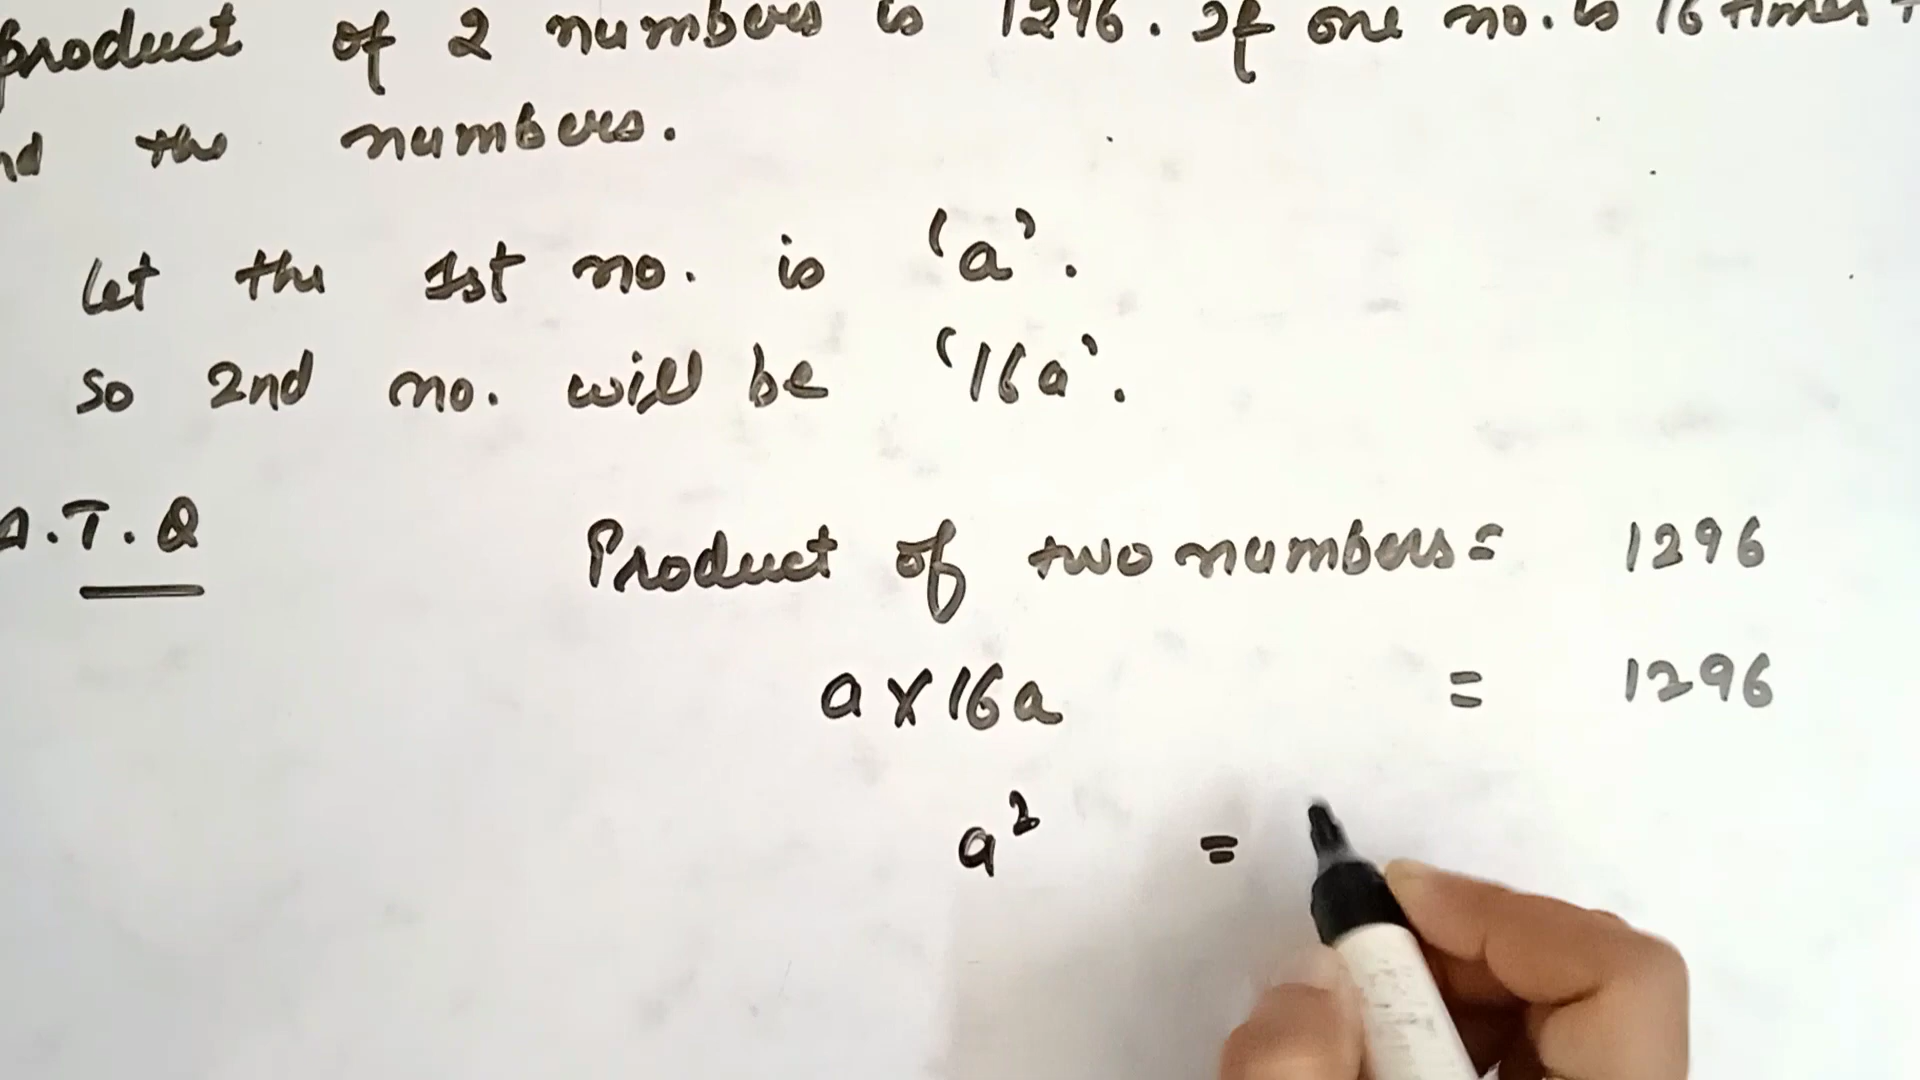 product of 2 numbers is 1296. If one no. is 16 times
the numbers.
Let the 1st no. is 'a'.
So 2nd no. will be '16a'.
A.T.Q Product of two numbers = 1296
a x 16a = 1296
a² =